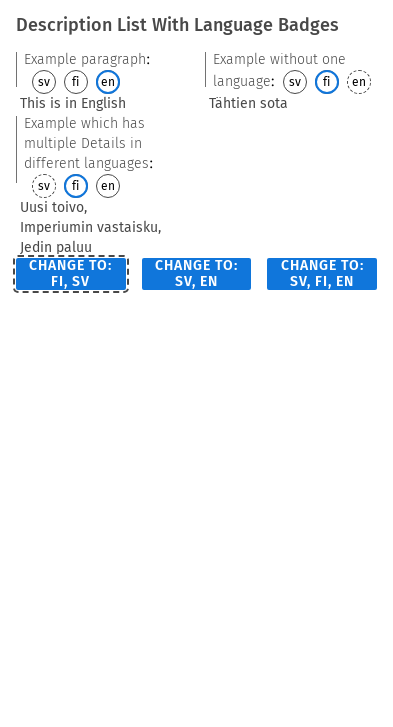 Description List With Language Badges
Example paragraph:
sv fi en
This is in English
Example without one
language: sv fi en
Tähtien sota
Example which has
multiple Details in
different languages:
sv fi en
Uusi toivo,
Imperiumin vastaisku,
Jedin paluu
CHANGE TO:
FI, SV
CHANGE TO:
SV, EN
CHANGE TO:
SV, FI, EN